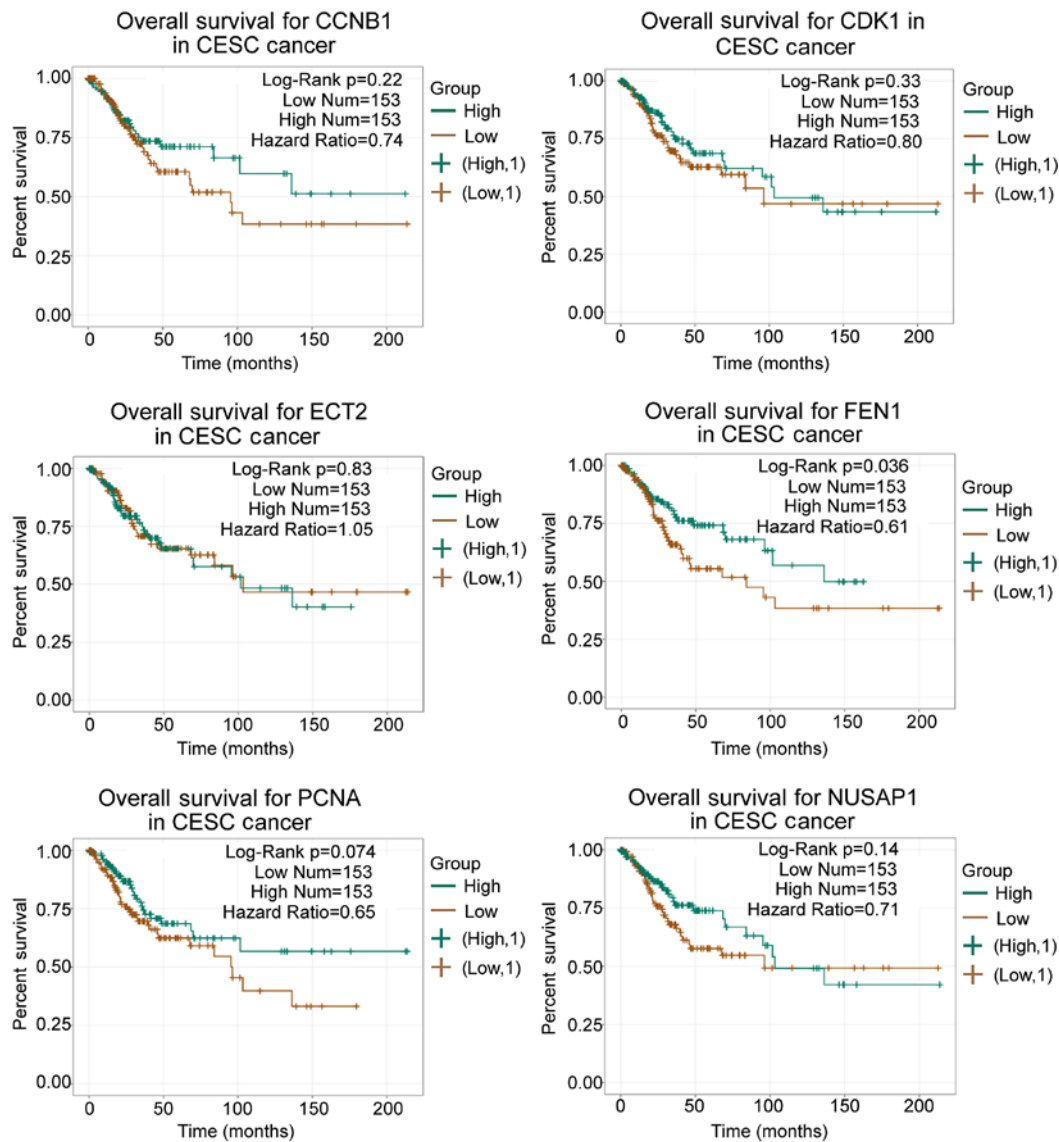 Overall survival for CCNB1
in CESC cancer
Log-Rank p=0.22
Low Num=153
High Num=153
Hazard Ratio=0.74
1.00
0.75
0.50
0.25
0.00
Percent survival
0
50
100
150
200
Time (months)
Group
High
Low
(High,1)
(Low,1)
Overall survival for CDK1 in
CESC cancer
Log-Rank p=0.33
Low Num=153
High Num=153
Hazard Ratio=0.80
1.00
0.75
0.50
0.25
0.00
Percent survival
0
50
100
150
200
Time (months)
Group
High
Low
(High,1)
(Low,1)
Overall survival for ECT2
in CESC cancer
Log-Rank p=0.83
Low Num=153
High Num=153
Hazard Ratio=1.05
1.00
0.75
0.50
0.25
0.00
Percent survival
0
50
100
150
200
Time (months)
Group
High
Low
(High,1)
(Low,1)
Overall survival for FEN1
in CESC cancer
Log-Rank p=0.036
Low Num=153
High Num=153
Hazard Ratio=0.61
1.00
0.75
0.50
0.25
0.00
Percent survival
0
50
100
150
200
Time (months)
Group
High
Low
(High,1)
(Low,1)
Overall survival for PCNA
in CESC cancer
Log-Rank p=0.074
Low Num=153
High Num=153
Hazard Ratio=0.65
1.00
0.75
0.50
0.25
0.00
Percent survival
0
50
100
150
200
Time (months)
Group
High
Low
(High,1)
(Low,1)
Overall survival for NUSAP1
in CESC cancer
Log-Rank p=0.14
Low Num=153
High Num=153
Hazard Ratio=0.71
1.00
0.75
0.50
0.25
0.00
Percent survival
0
50
100
150
200
Time (months)
Group
High
Low
(High,1)
(Low,1)